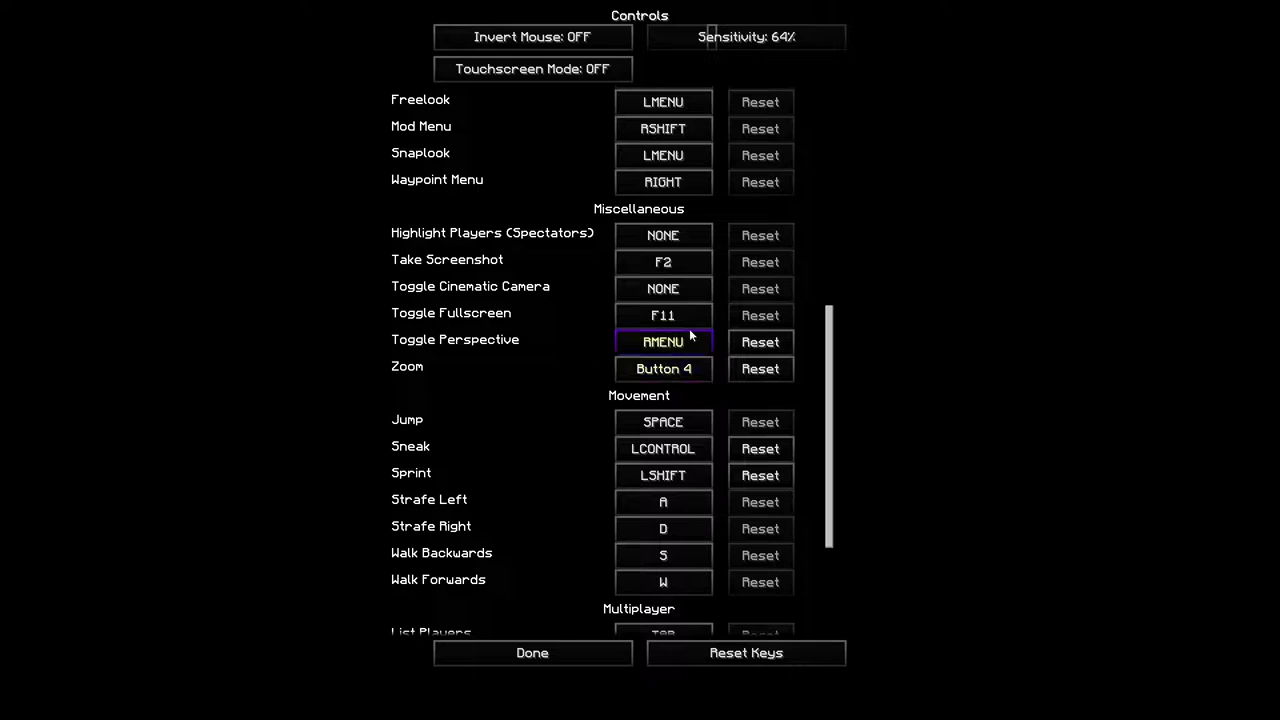 Controls
Invert Mouse: OFF Sensitivity: 64%
Touchscreen Mode: OFF
Freelook LMENU Reset
Mod Menu RSHIFT Reset
Snaplook LMENU Reset
Waypoint Menu RIGHT Reset
Miscellaneous
Highlight Players (Spectators) NONE Reset
Take Screenshot F2 Reset
Toggle Cinematic Camera NONE Reset
Toggle Fullscreen F11 Reset
Toggle Perspective RMENU Reset
Zoom Button 4 Reset
Movement
Jump SPACE Reset
Sneak LCONTROL Reset
Sprint LSHIFT Reset
Strafe Left A Reset
Strafe Right D Reset
Walk Backwards S Reset
Walk Forwards W Reset
Multiplayer
List Players TAB Reset
Done Reset Keys